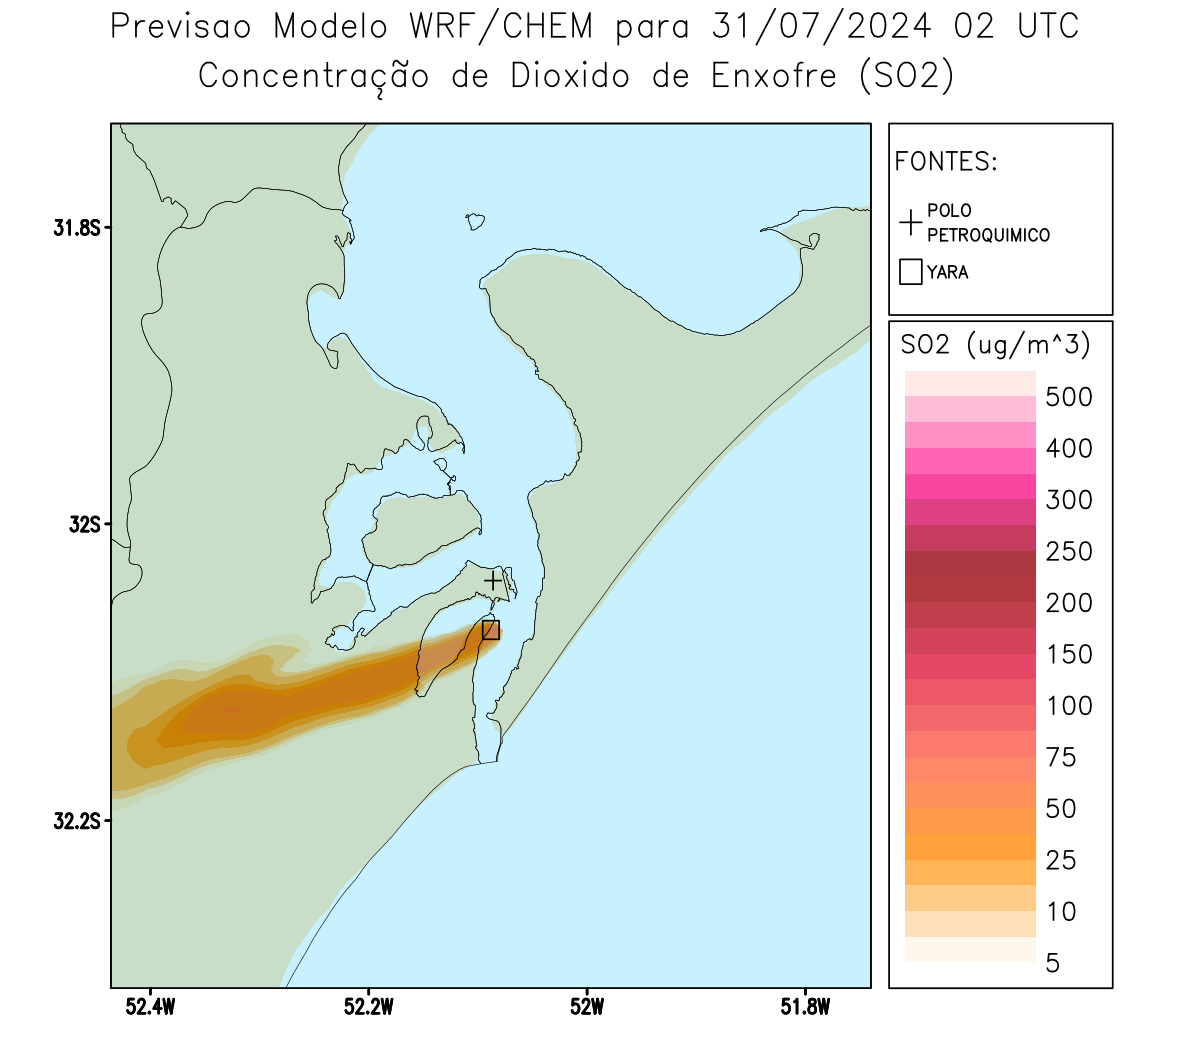 Previsao Modelo WRF/CHEM para 31/07/2024 02 UTC
Concentração de Dioxido de Enxofre (SO2)
FONTES:
POLO
PETROQUIMICO
YARA
SO2 (ug/m^3)
500
400
300
250
200
150
100
75
50
25
10
5
31.8S
32S
32.2S
52.4W 52.2W 52W 51.8W